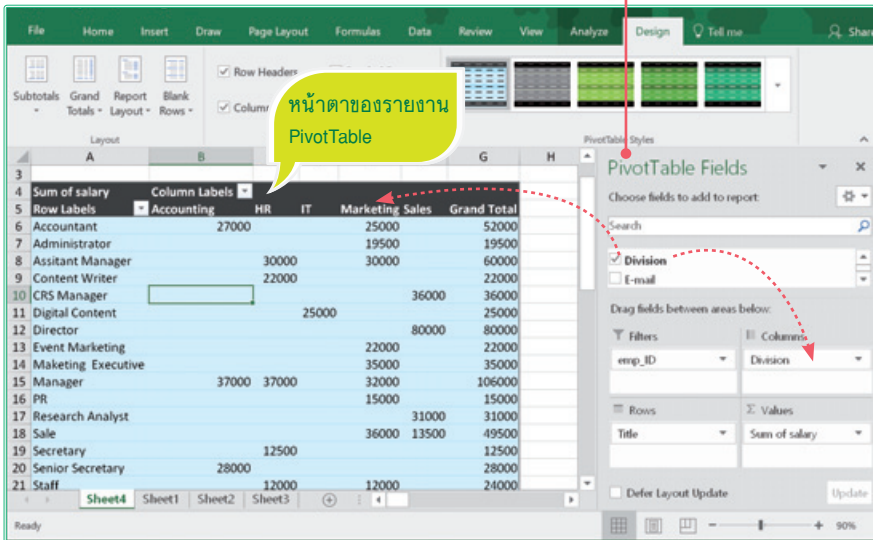 File Home Insert Draw Page Layout Formulas Data Review View Analyze Design Tell me Shar
Subtotals Grand Totals Report Layout Blank Rows
Row Headers
Column
Layout
PivotTable Styles
หน้าตาของรายงาน
PivotTable
A B G H
3
4 Sum of salary Column Labels
5 Row Labels Accounting HR IT Marketing Sales Grand Total
6 Accountant 27000 25000 52000
7 Administrator 19500 19500
8 Assitant Manager 30000 30000 60000
9 Content Writer 22000 22000
10 CRS Manager 36000 36000
11 Digital Content 25000 25000
12 Director 80000 80000
13 Event Marketing 22000 22000
14 Maketing Executive 35000 35000
15 Manager 37000 37000 32000 106000
16 PR 15000 15000
17 Research Analyst 31000 31000
18 Sale 36000 13500 49500
19 Secretary 12500 12500
20 Senior Secretary 28000 28000
21 Staff 12000 12000 24000
Sheet4 Sheet1 Sheet2 Sheet3
PivotTable Fields
Choose fields to add to report:
Search
Division
E-mail
Drag fields between areas below:
Filters Columns
emp_ID Division
Rows Σ Values
Title Sum of salary
Defer Layout Update Update
Ready 90%